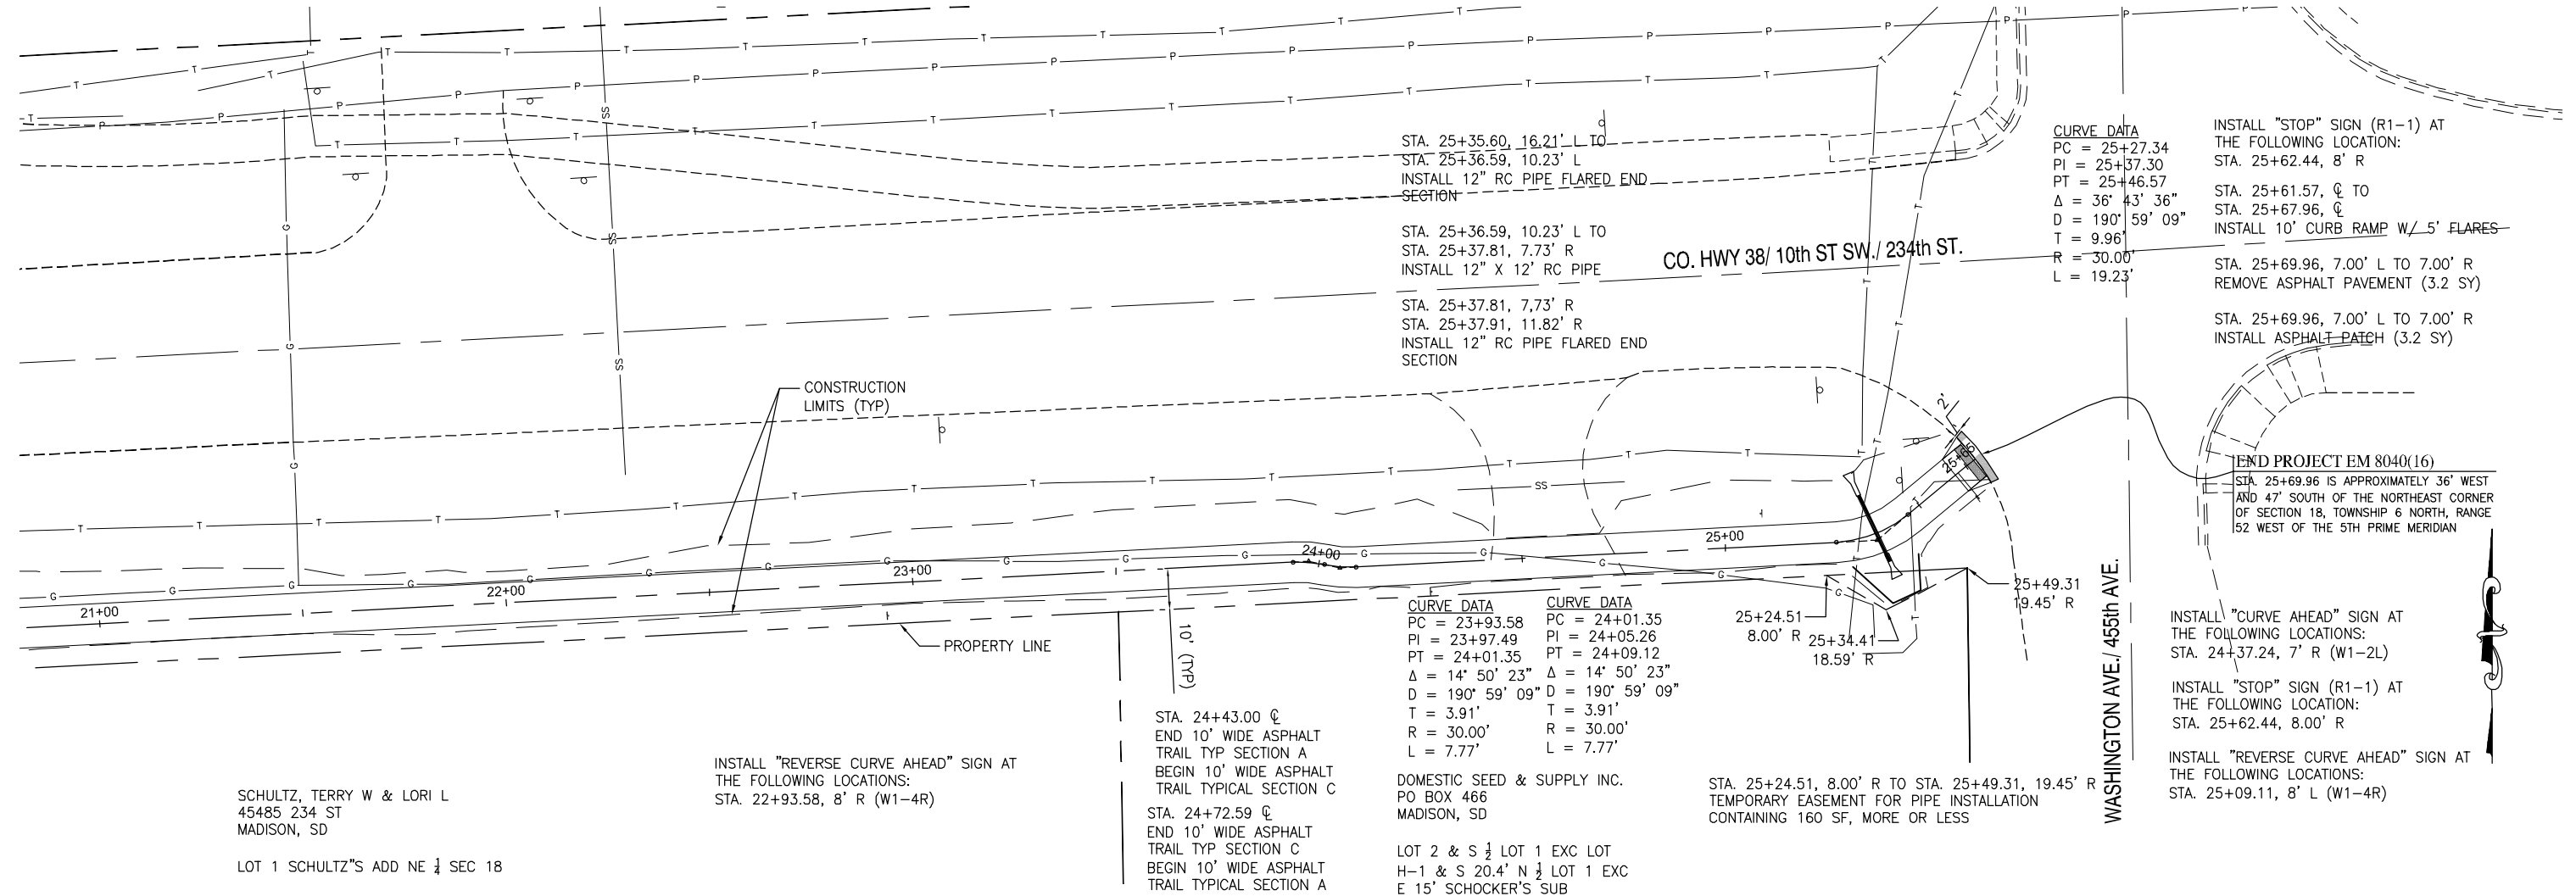 STA. 25+35.60, 16.21' L TO
STA. 25+36.59, 10.23' L
INSTALL 12" RC PIPE FLARED END
SECTION
STA. 25+36.59, 10.23' L TO
STA. 25+37.81, 7.73' R
INSTALL 12" X 12' RC PIPE
STA. 25+37.81, 7,73' R
STA. 25+37.91, 11.82' R
INSTALL 12" RC PIPE FLARED END
SECTION
CO. HWY 38/ 10th ST SW./ 234th ST.
CURVE DATA
PC = 25+27.34
PI = 25+37.30
PT = 25+46.57
Δ = 36° 43' 36"
D = 190° 59' 09"
T = 9.96'
R = 30.00'
L = 19.23'
INSTALL "STOP" SIGN (R1-1) AT
THE FOLLOWING LOCATION:
STA. 25+62.44, 8' R
STA. 25+61.57, ℄ TO
STA. 25+67.96, ℄
INSTALL 10' CURB RAMP W/ 5' FLARES
STA. 25+69.96, 7.00' L TO 7.00' R
REMOVE ASPHALT PAVEMENT (3.2 SY)
STA. 25+69.96, 7.00' L TO 7.00' R
INSTALL ASPHALT PATCH (3.2 SY)
CONSTRUCTION
LIMITS (TYP)
2'
25+65
END PROJECT EM 8040(16)
STA. 25+69.96 IS APPROXIMATELY 36' WEST
AND 47' SOUTH OF THE NORTHEAST CORNER
OF SECTION 18, TOWNSHIP 6 NORTH, RANGE
52 WEST OF THE 5TH PRIME MERIDIAN
21+00
22+00
23+00
24+00
25+00
PROPERTY LINE
10' (TYP)
25+24.51
8.00' R
25+34.41
18.59' R
25+49.31
19.45' R
CURVE DATA
PC = 23+93.58
PI = 23+97.49
PT = 24+01.35
Δ = 14° 50' 23"
D = 190° 59' 09"
T = 3.91'
R = 30.00'
L = 7.77'
CURVE DATA
PC = 24+01.35
PI = 24+05.26
PT = 24+09.12
Δ = 14° 50' 23"
D = 190° 59' 09"
T = 3.91'
R = 30.00'
L = 7.77'
WASHINGTON AVE./ 455th AVE.
INSTALL "CURVE AHEAD" SIGN AT
THE FOLLOWING LOCATIONS:
STA. 24+37.24, 7' R (W1-2L)
INSTALL "STOP" SIGN (R1-1) AT
THE FOLLOWING LOCATION:
STA. 25+62.44, 8.00' R
INSTALL "REVERSE CURVE AHEAD" SIGN AT
THE FOLLOWING LOCATIONS:
STA. 25+09.11, 8' L (W1-4R)
SCHULTZ, TERRY W & LORI L
45485 234 ST
MADISON, SD
LOT 1 SCHULTZ"S ADD NE ¼ SEC 18
INSTALL "REVERSE CURVE AHEAD" SIGN AT
THE FOLLOWING LOCATIONS:
STA. 22+93.58, 8' R (W1-4R)
STA. 24+43.00 ℄
END 10' WIDE ASPHALT
TRAIL TYP SECTION A
BEGIN 10' WIDE ASPHALT
TRAIL TYPICAL SECTION C
STA. 24+72.59 ℄
END 10' WIDE ASPHALT
TRAIL TYP SECTION C
BEGIN 10' WIDE ASPHALT
TRAIL TYPICAL SECTION A
DOMESTIC SEED & SUPPLY INC.
PO BOX 466
MADISON, SD
LOT 2 & S ½ LOT 1 EXC LOT
H-1 & S 20.4' N ½ LOT 1 EXC
E 15' SCHOCKER'S SUB
STA. 25+24.51, 8.00' R TO STA. 25+49.31, 19.45' R
TEMPORARY EASEMENT FOR PIPE INSTALLATION
CONTAINING 160 SF, MORE OR LESS